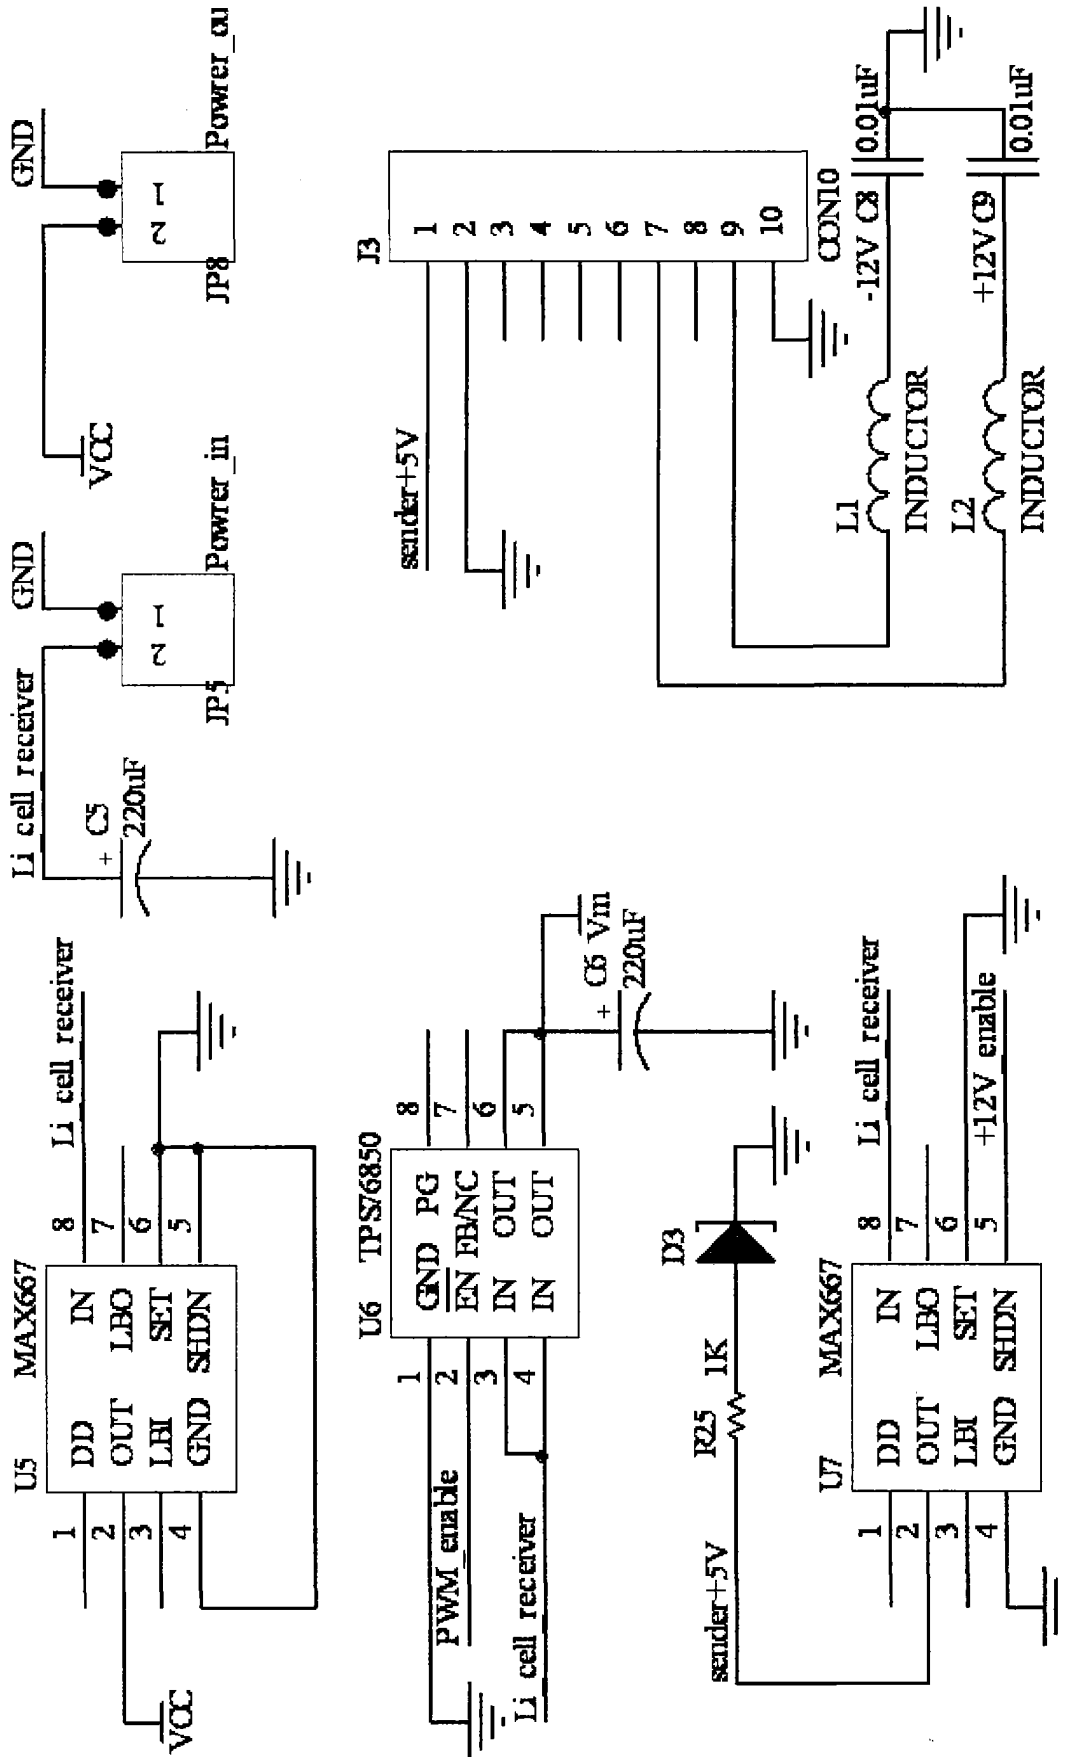 U5 MAX667
1 DD IN 8 Li cell receiver
2 OUT LBO 7
3 LBI SET 6
4 GND SHDN 5
VCC
Li cell receiver
+ C5
220uF
GND
2 1
JP5 Powrer_in
VCC
GND
2 1
JP8 Powrer_ou
U6 TPS76850
1 GND PG 8
PWM_enable 2 EN FB/NC 7
3 IN OUT 6
Li cell receiver 4 IN OUT 5
+ C6 Vm
220uF
sender+5V
R25 1K
D3
J3
sender+5V
1
2
3
4
5
6
7
8
9
10
CON10
U7 MAX667
1 DD IN 8 Li cell receiver
2 OUT LBO 7
3 LBI SET 6
4 GND SHDN 5 +12V_enable
L1
INDUCTOR
-12V C8 0.01uF
L2
INDUCTOR
+12V C9 0.01uF